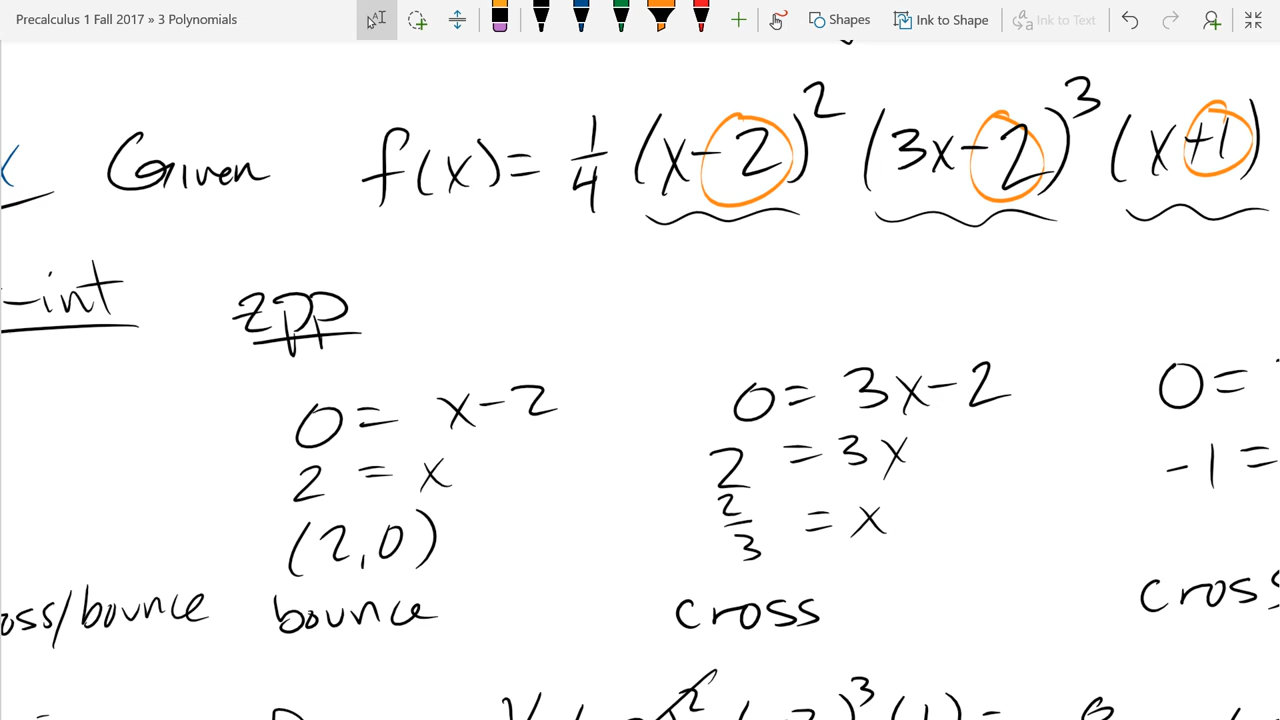 Precalculus 1 Fall 2017 » 3 Polynomials
Shapes Ink to Shape Ink to Text
Given f(x) = 1/4 (x-2)² (3x-2)³ (x+1)
-int zpp
0 = x-2 0 = 3x-2 0 =
2 = x 2 = 3x -1 =
(2,0) 2/3 = x
oss/bounce bounce cross cross